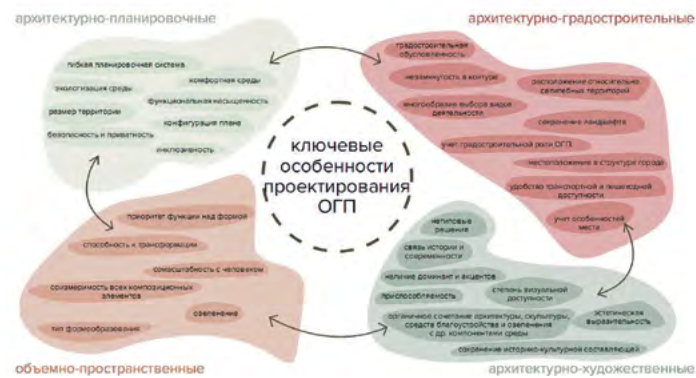 архитектурно-планировочные
архитектурно-градостроительные
гибкая планировочная система
комфортная среды
экологизация среды
функциональная насыщенность
размер территории
конфигурация плана
безопасность и приватность
инклюзивность
градостроительная
обусловленность
незамкнутость в контуре
расположение относительно
селитебных территорий
многообразие выбора видов
деятельности
сохранение ландшафта
учет градостроительной роли ОГП
местоположение в структуре города
удобство транспортной и пешеходной
доступности
учет особенностей
места
ключевые
особенности
проектирования
ОГП
приоритет функции над формой
способность к трансформации
сомасштабность с человеком
соразмерность всех композиционных
элементов
озеленение
тип формообразования
нетиповые
решения
связь истории и
современности
наличие доминант и акцентов
степень визуальной
доступности
приспособляемость
органичное сочетание архитектуры, скульптуры,
средств благоустройства и озеленения
с др. компонентами среды
эстетическая
выразительность
сохранение историко-культурной составляющей
объемно-пространственные
архитектурно-художественные